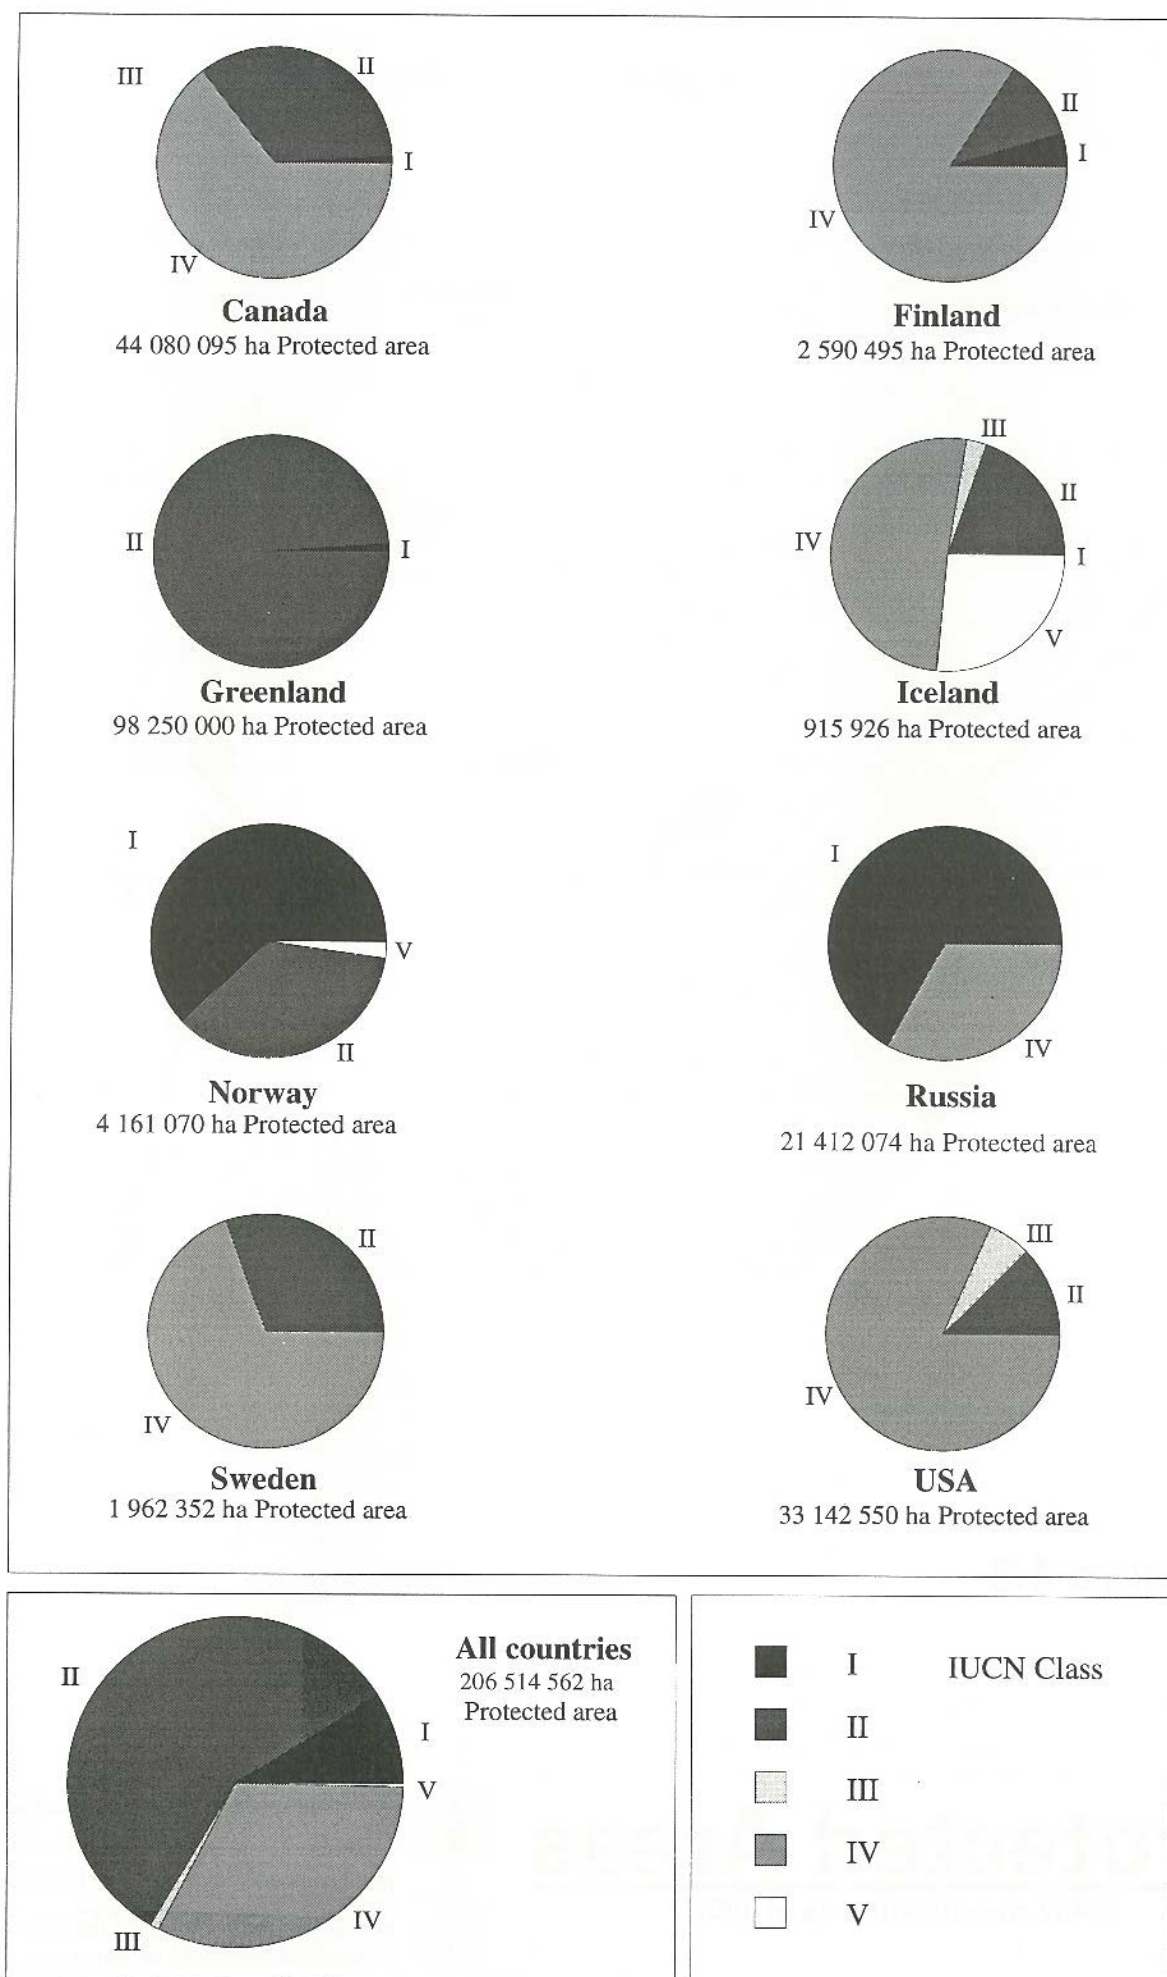 III
II
I
IV
Canada
44 080 095 ha Protected area
II
I
IV
Finland
2 590 495 ha Protected area
II
I
Greenland
98 250 000 ha Protected area
III
II
IV
I
V
Iceland
915 926 ha Protected area
I
V
II
Norway
4 161 070 ha Protected area
I
IV
Russia
21 412 074 ha Protected area
II
IV
Sweden
1 962 352 ha Protected area
III
II
IV
USA
33 142 550 ha Protected area
II
I
V
IV
III
All countries
206 514 562 ha
Protected area
I IUCN Class
II
III
IV
V